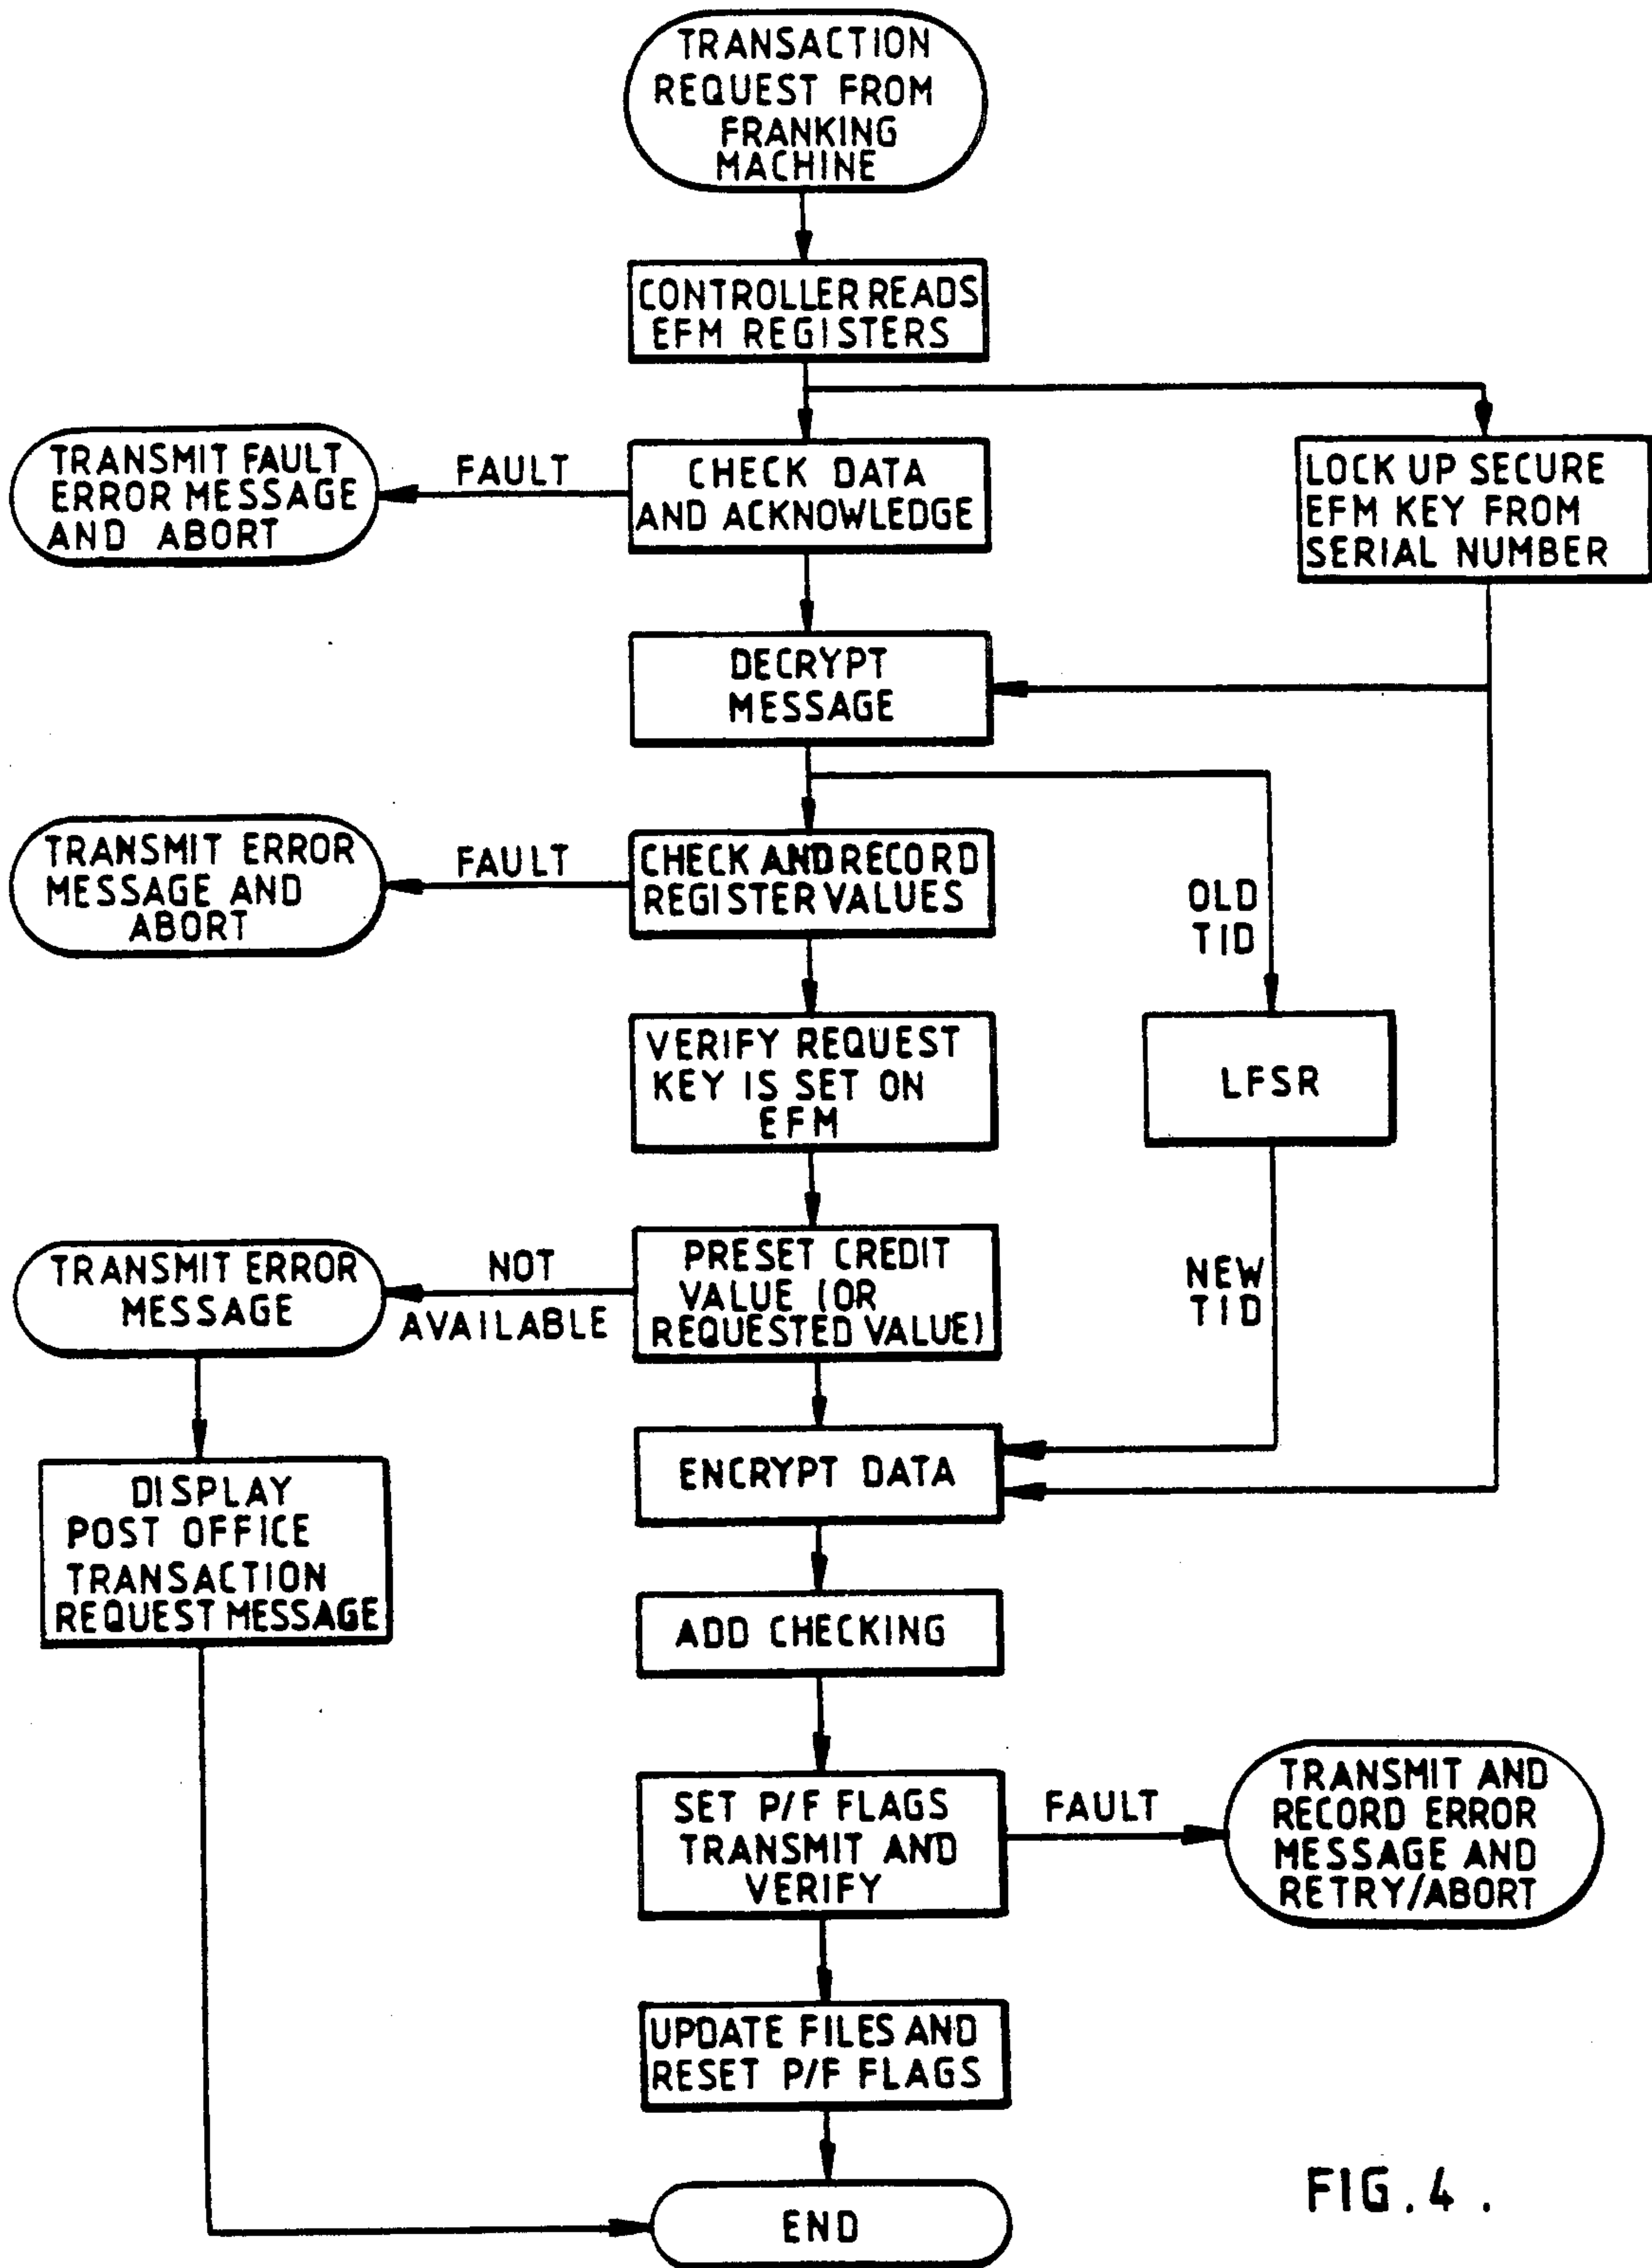 TRANSACTION
REQUEST FROM
FRANKING
MACHINE
CONTROLLER READS
EFM REGISTERS
TRANSMIT FAULT
ERROR MESSAGE
AND ABORT
FAULT
CHECK DATA
AND ACKNOWLEDGE
LOCK UP SECURE
EFM KEY FROM
SERIAL NUMBER
DECRYPT
MESSAGE
TRANSMIT ERROR
MESSAGE AND
ABORT
FAULT
CHECK AND RECORD
REGISTER VALUES
OLD
TID
VERIFY REQUEST
KEY IS SET ON
EFM
LFSR
TRANSMIT ERROR
MESSAGE
NOT
AVAILABLE
PRESET CREDIT
VALUE (OR
REQUESTED VALUE)
NEW
TID
ENCRYPT DATA
DISPLAY
POST OFFICE
TRANSACTION
REQUEST MESSAGE
ADD CHECKING
SET P/F FLAGS
TRANSMIT AND
VERIFY
FAULT
TRANSMIT AND
RECORD ERROR
MESSAGE AND
RETRY/ABORT
UPDATE FILES AND
RESET P/F FLAGS
END
FIG. 4 .